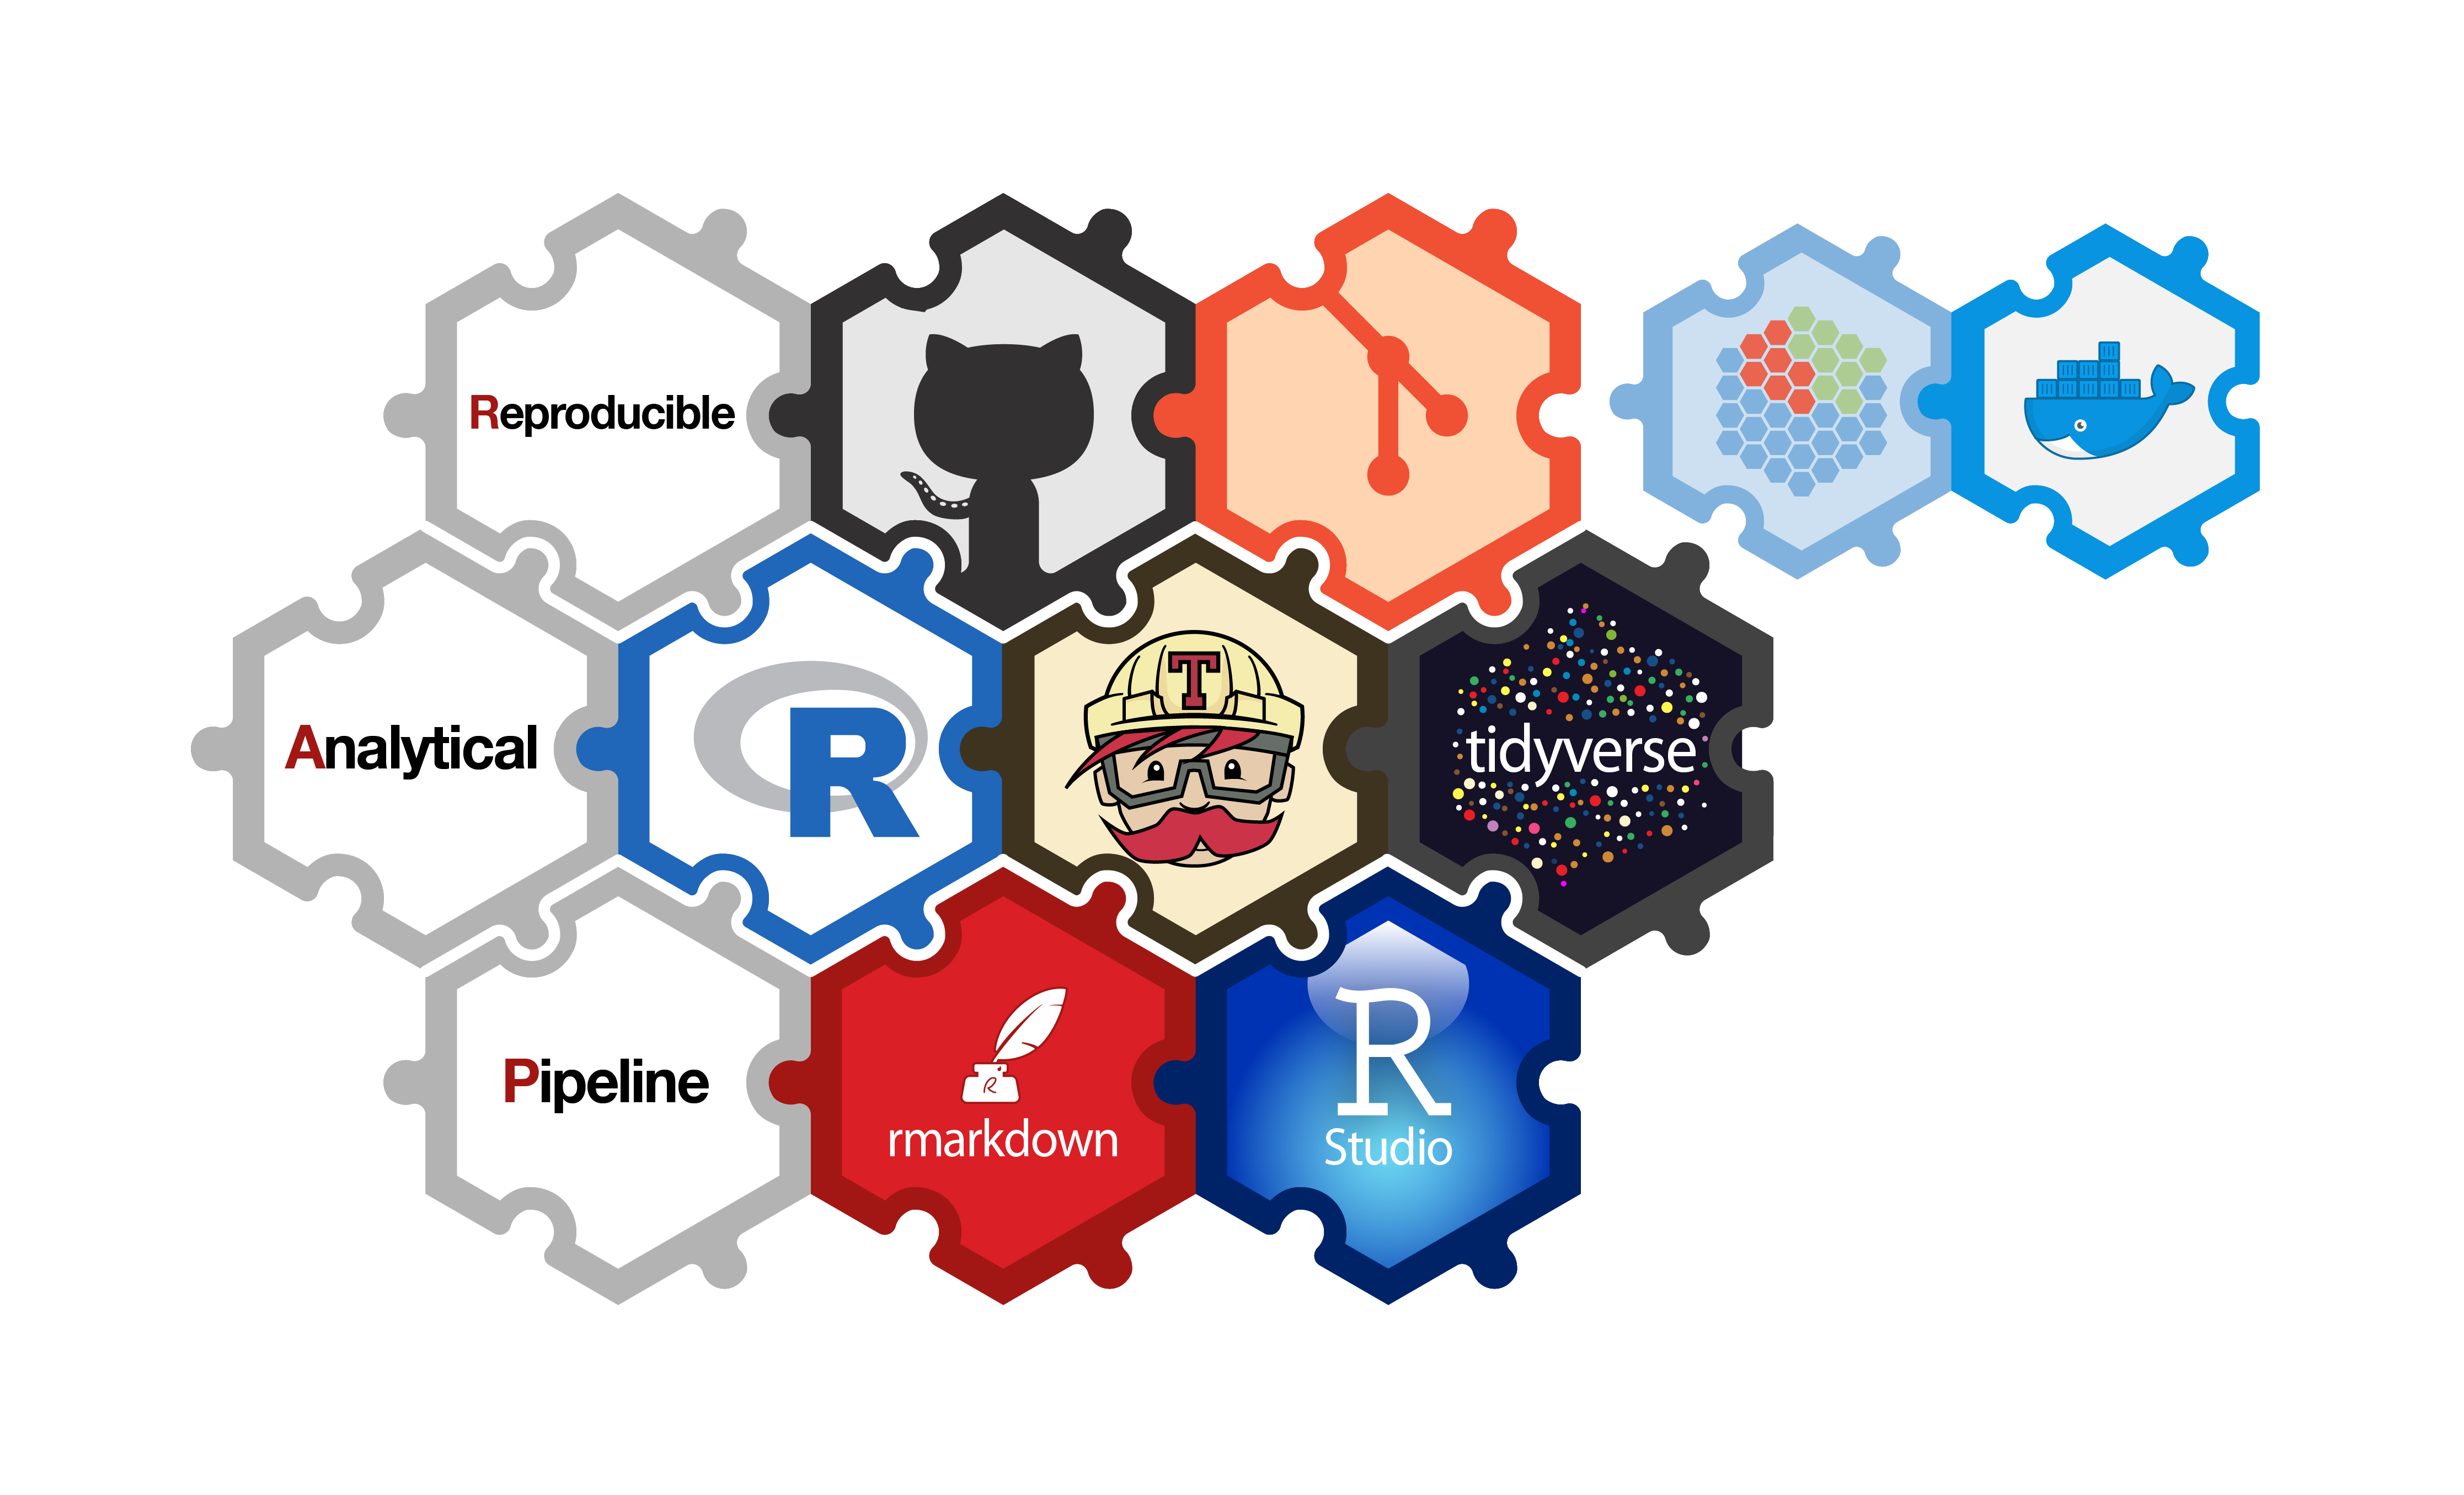 Reproducible
Analytical
R
T
tidyverse
Pipeline
rmarkdown
R
Studio